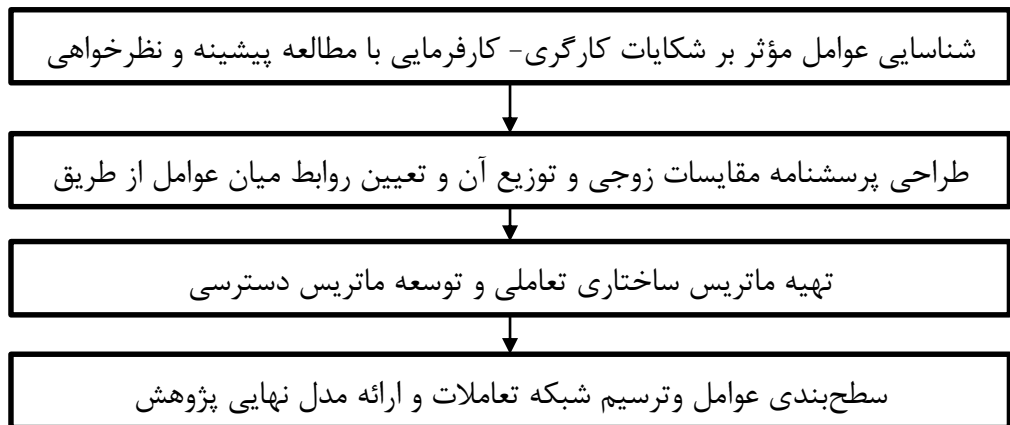 شناسایی عوامل مؤثر بر شکایات کارگری- کارفرمایی با مطالعه پیشینه و نظرخواهی
طراحی پرسشنامه مقایسات زوجی و توزیع آن و تعیین روابط میان عوامل از طریق
تهیه ماتریس ساختاری تعاملی و توسعه ماتریس دسترسی
سطح‌بندی عوامل وترسیم شبکه تعاملات و ارائه مدل نهایی پژوهش